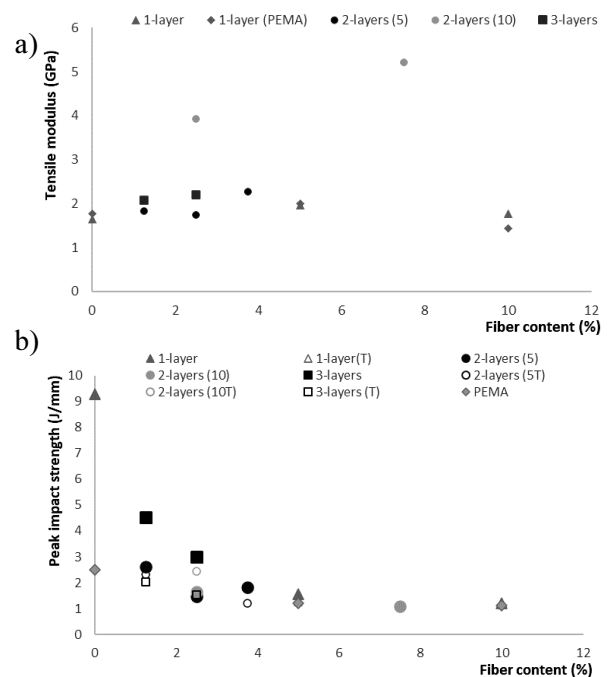 1-layer 1-layer (PEMA) 2-layers (5) 2-layers (10) 3-layers
a)
Tensile modulus (GPa)
6
5
4
3
2
1
0
0 2 4 6 8 10 12
Fiber content (%)
b)
1-layer 1-layer(T) 2-layers (5)
2-layers (10) 3-layers 2-layers (5T)
2-layers (10T) 3-layers (T) PEMA
Peak impact strength (J/mm)
10
9
8
7
6
5
4
3
2
1
0
0 2 4 6 8 10 12
Fiber content (%)